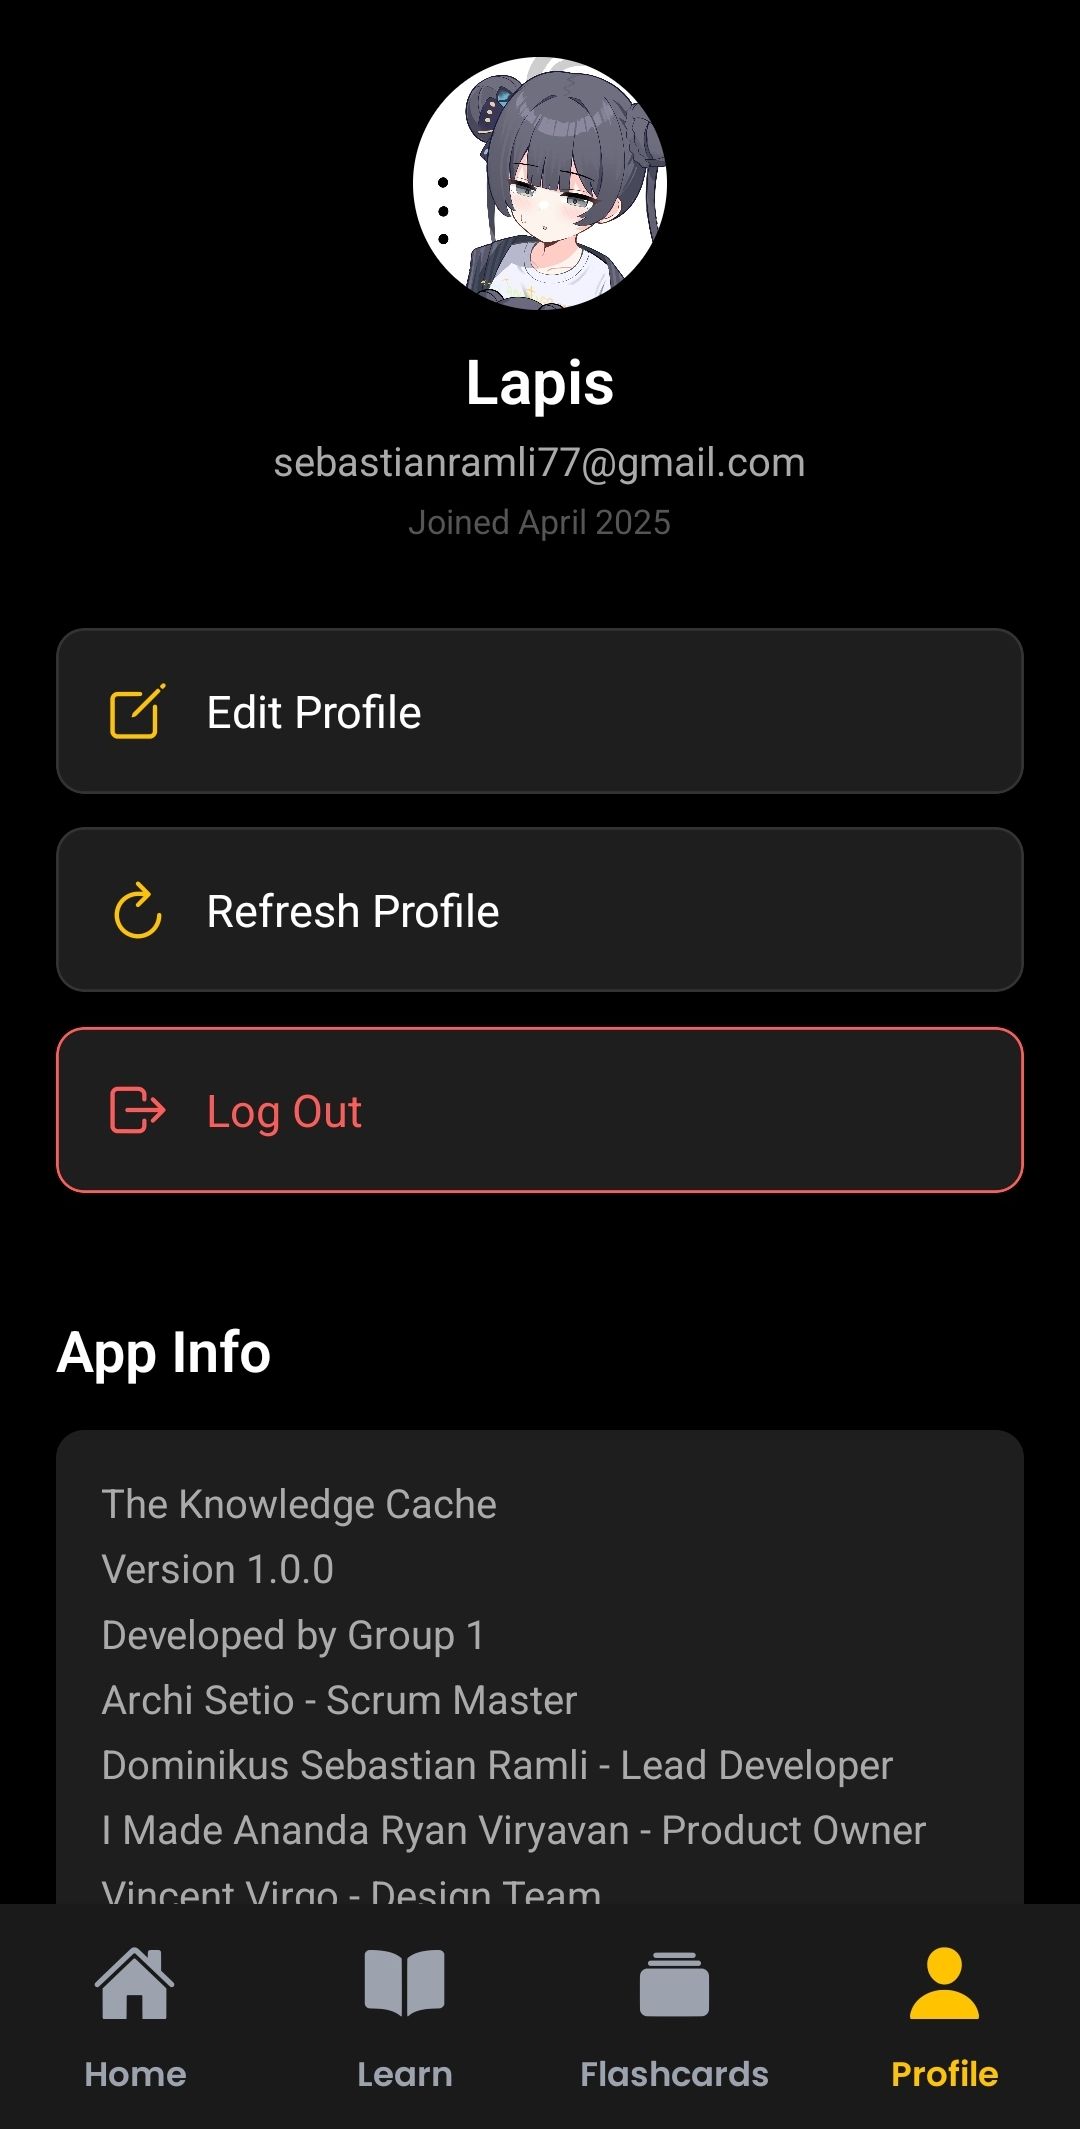 Lapis
sebastianramli77@gmail.com
Joined April 2025
Edit Profile
Refresh Profile
Log Out
App Info
The Knowledge Cache
Version 1.0.0
Developed by Group 1
Archi Setio - Scrum Master
Dominikus Sebastian Ramli - Lead Developer
I Made Ananda Ryan Viryavan - Product Owner
Vincent Virgo - Design Team
Home
Learn
Flashcards
Profile